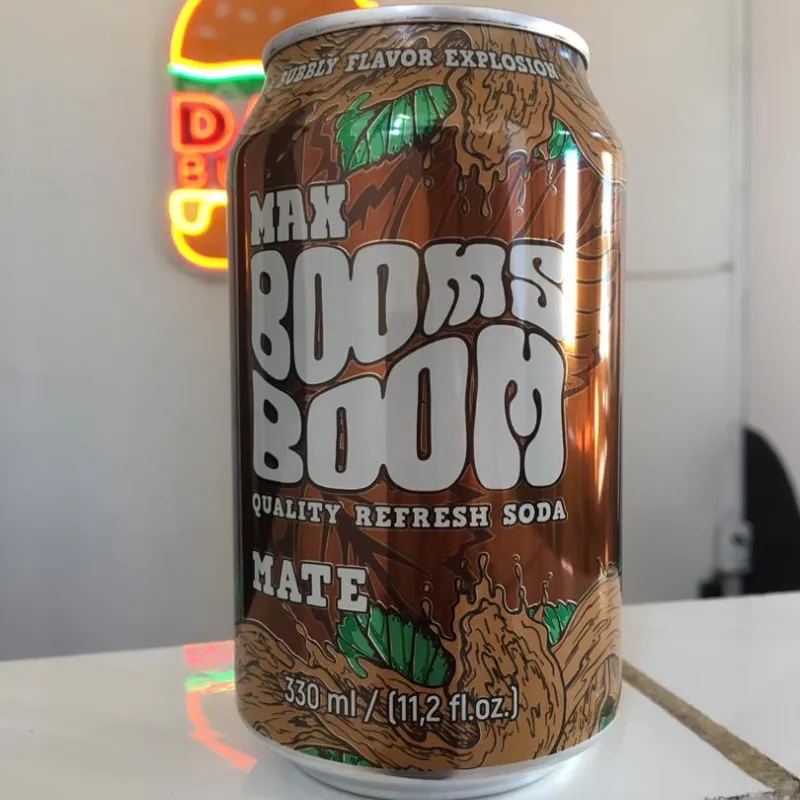 BUBBLY FLAVOR EXPLOSION
MAX
BOOMS
BOOM
QUALITY REFRESH SODA
MATE
330 ml / (11,2 fl.oz.)